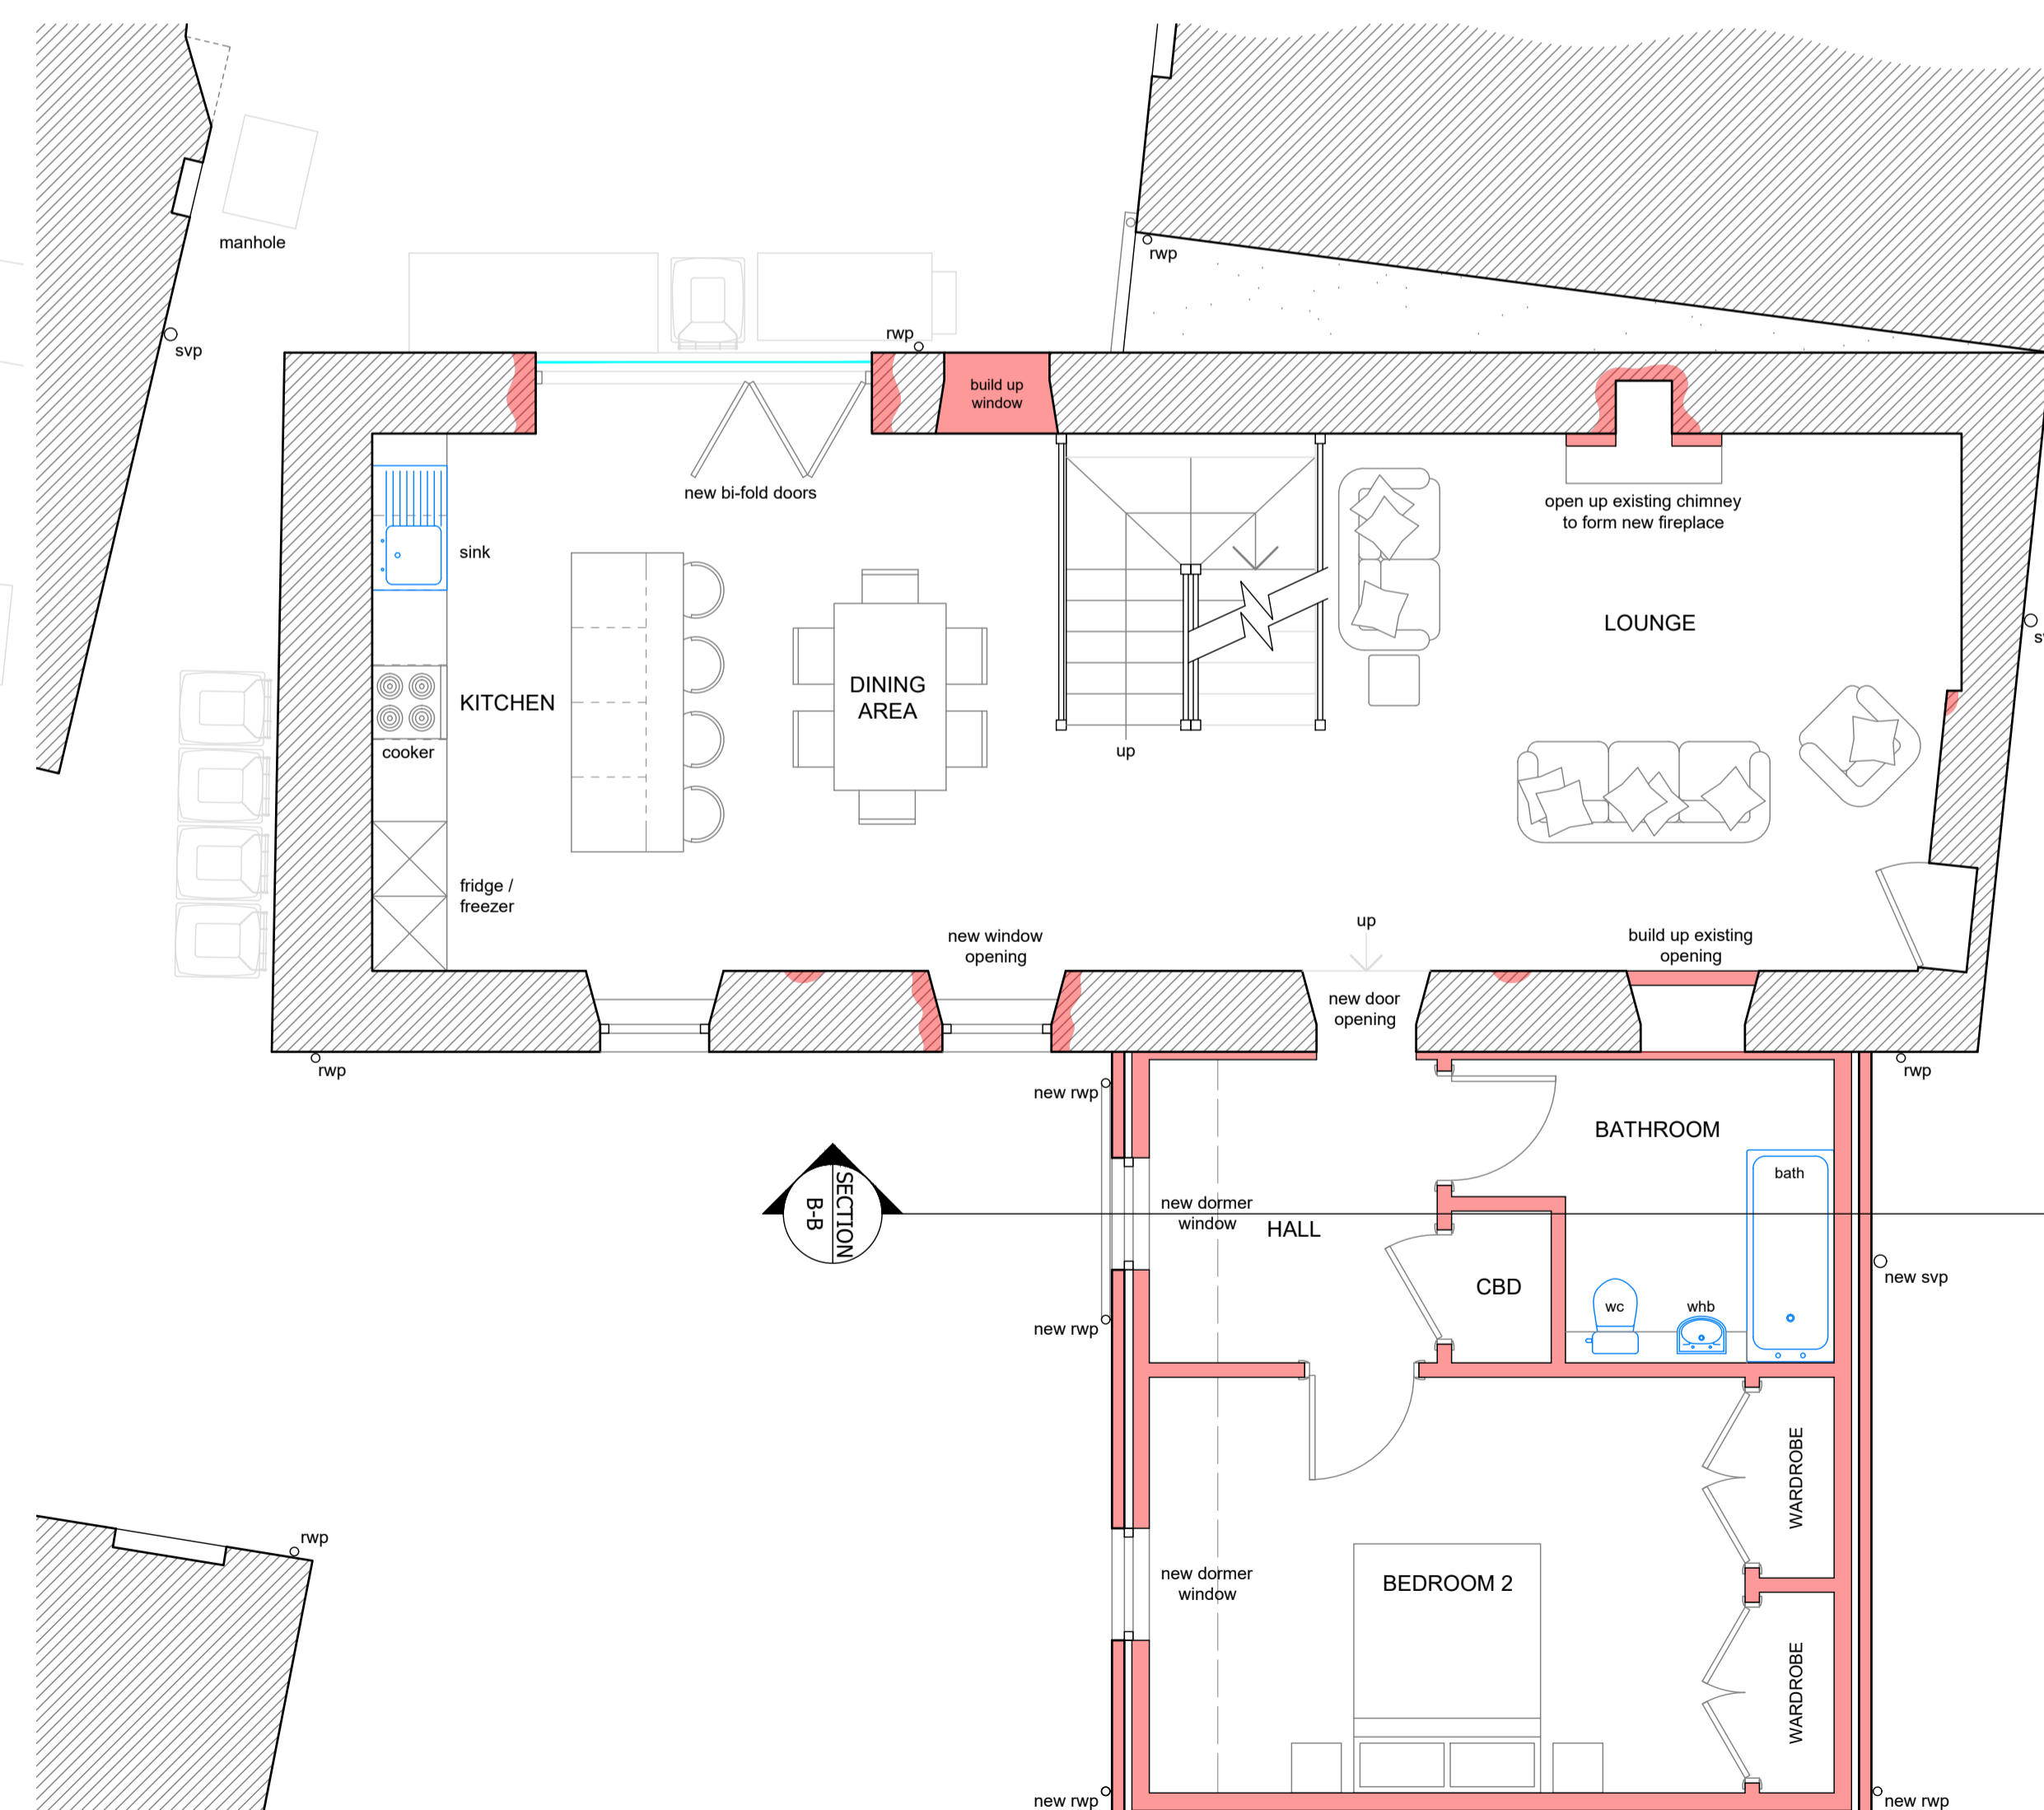 manhole
svp
rwp
rwp
build up
window
new bi-fold doors
open up existing chimney
to form new fireplace
sink
LOUNGE
KITCHEN
DINING
AREA
cooker
up
fridge /
freezer
new window
opening
up
build up existing
opening
new door
opening
rwp
rwp
new rwp
BATHROOM
bath
SECTION
B-B
new dormer
window
HALL
CBD
new svp
wc
whb
new rwp
WARDROBE
rwp
new dormer
window
BEDROOM 2
WARDROBE
new rwp
new rwp